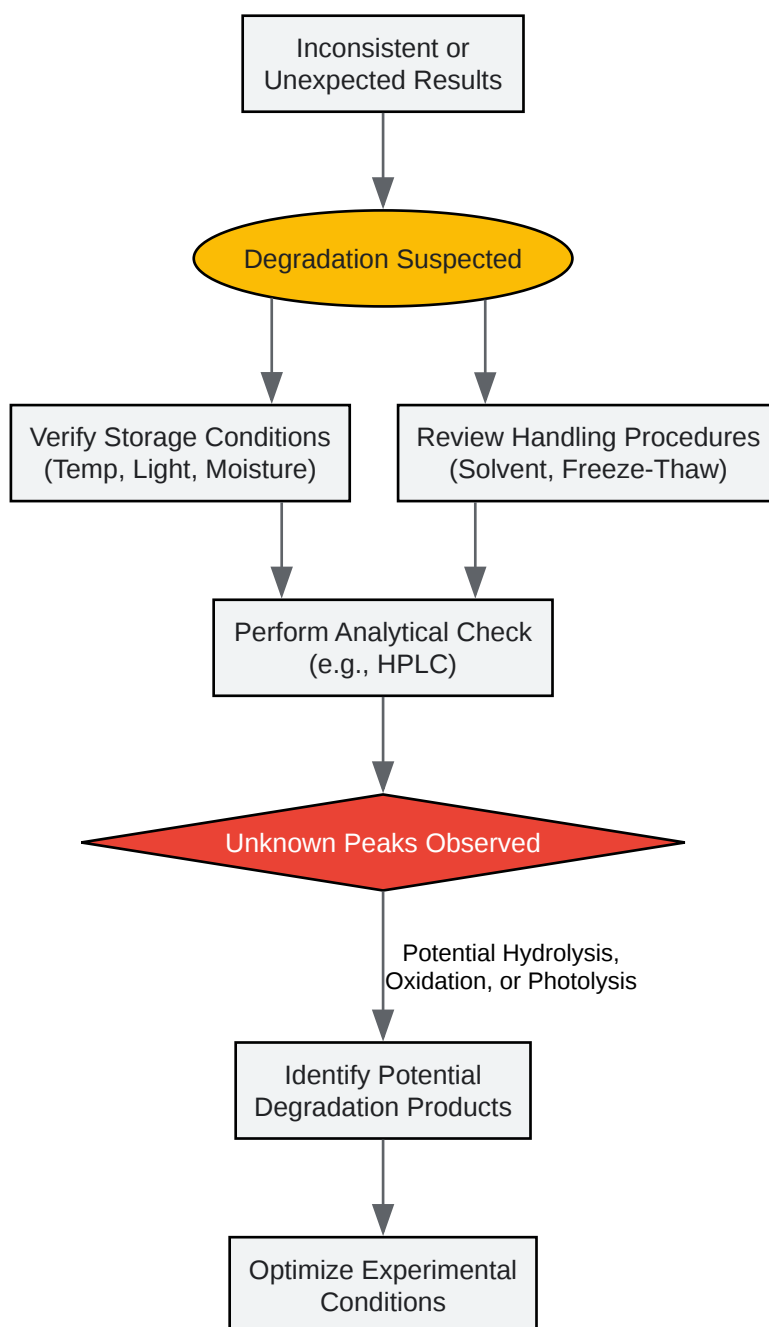 Inconsistent or
Unexpected Results
Degradation Suspected
Verify Storage Conditions
(Temp, Light, Moisture)
Review Handling Procedures
(Solvent, Freeze-Thaw)
Perform Analytical Check
(e.g., HPLC)
Unknown Peaks Observed
Potential Hydrolysis,
Oxidation, or Photolysis
Identify Potential
Degradation Products
Optimize Experimental
Conditions